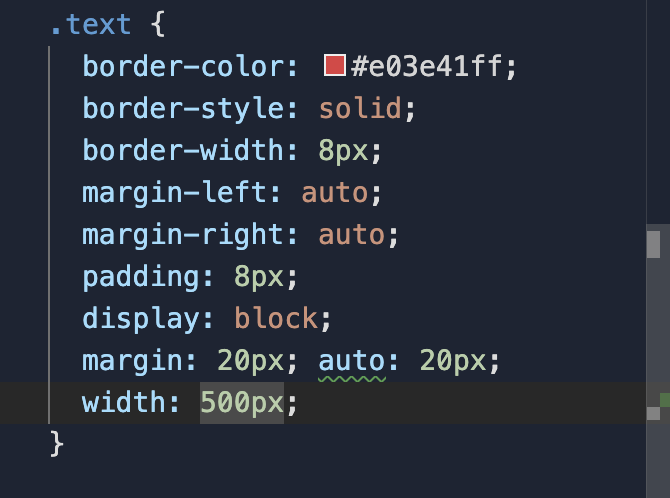 .text {
border-color: #e03e41ff;
border-style: solid;
border-width: 8px;
margin-left: auto;
margin-right: auto;
padding: 8px;
display: block;
margin: 20px; auto: 20px;
width: 500px;
}